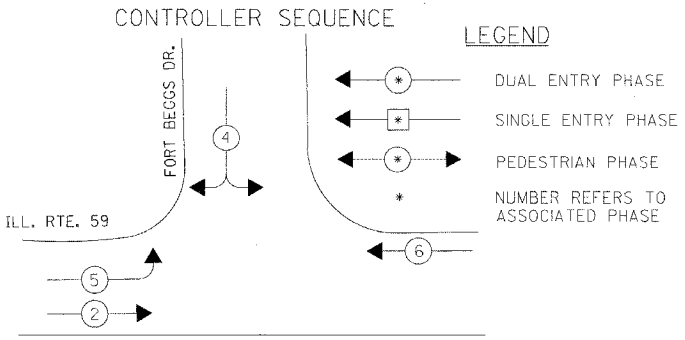 CONTROLLER SEQUENCE
LEGEND
FORT BEGGS DR.
4
* DUAL ENTRY PHASE
* SINGLE ENTRY PHASE
* PEDESTRIAN PHASE
* NUMBER REFERS TO
ASSOCIATED PHASE
ILL. RTE. 59
6
5
2